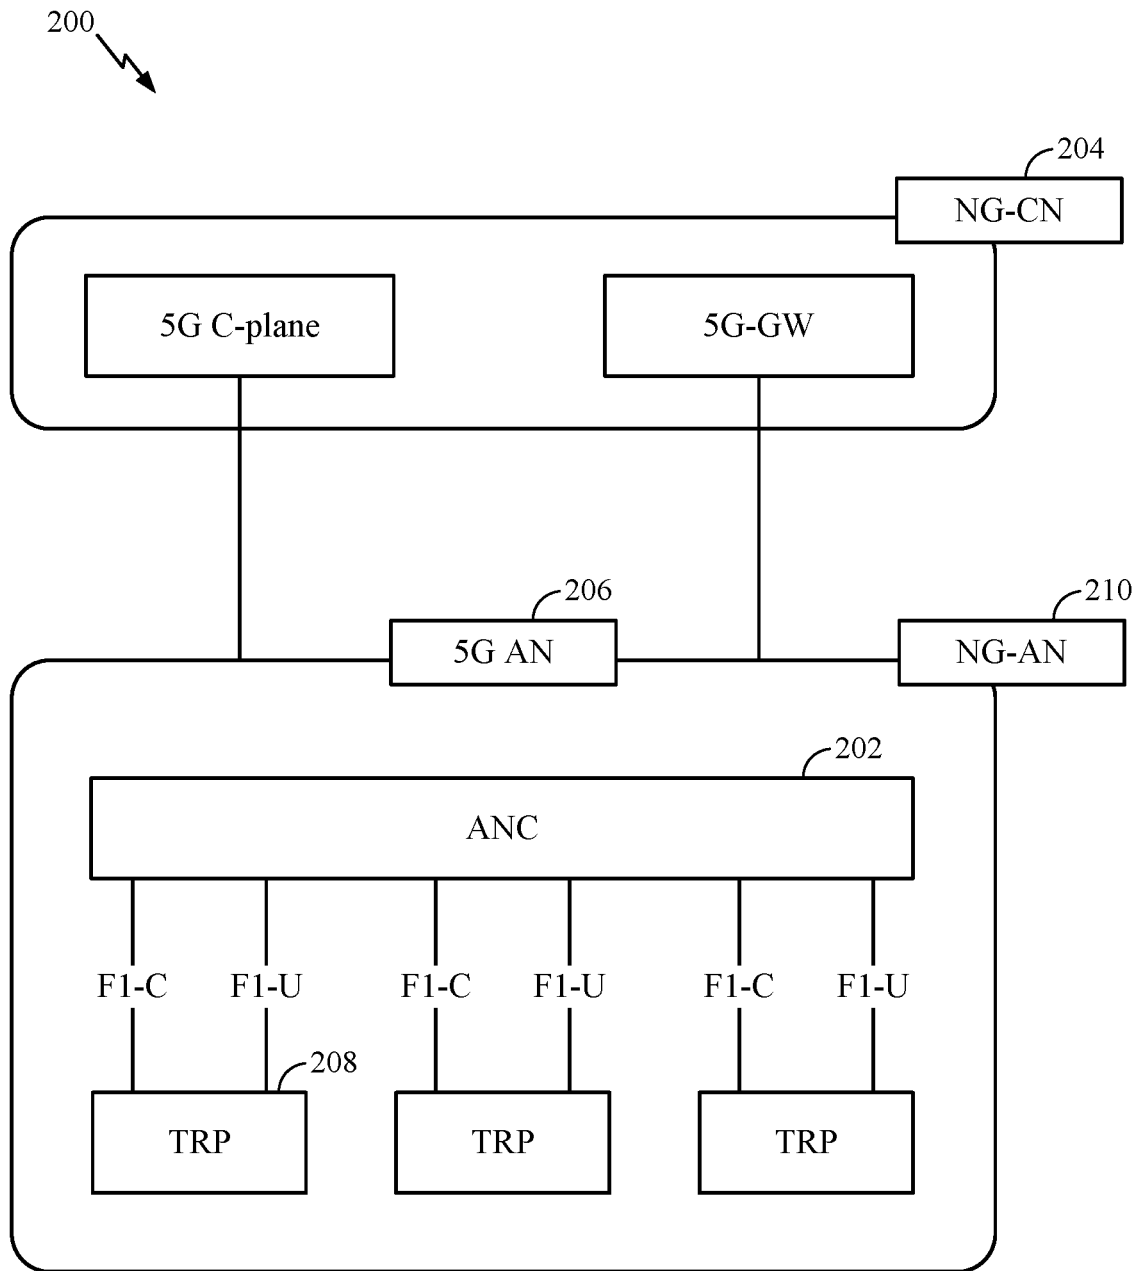 200
204
NG-CN
5G C-plane
5G-GW
206
210
5G AN
NG-AN
202
ANC
F1-C F1-U F1-C F1-U F1-C F1-U
208
TRP TRP TRP